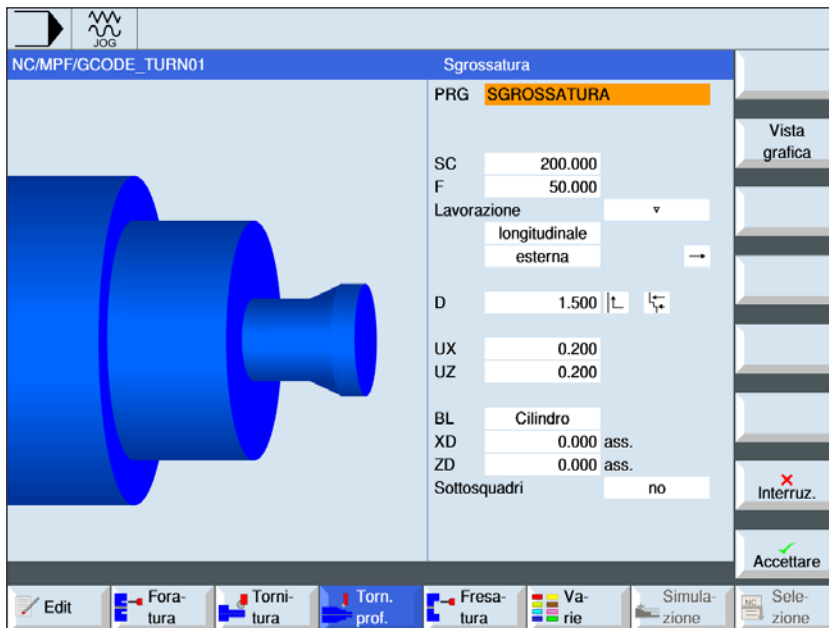 JOG
NC/MPF/GCODE_TURN01
Sgrossatura
PRG SGROSSATURA
SC 200.000
F 50.000
Lavorazione ▿
longitudinale
esterna →
D 1.500
UX 0.200
UZ 0.200
BL Cilindro
XD 0.000 ass.
ZD 0.000 ass.
Sottosquadri no
Vista
grafica
Interruz.
Accettare
Edit
Fora-
tura
Torni-
tura
Torn.
prof.
Fresa-
tura
Va-
rie
Simula-
zione
NC
Sele-
zione